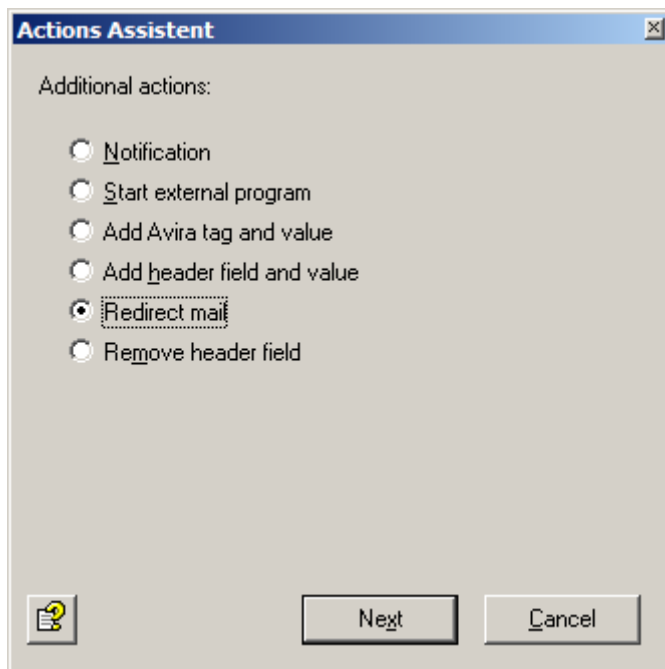 Actions Assistent
Additional actions:
Notification
Start external program
Add Avira tag and value
Add header field and value
Redirect mail
Remove header field
Next
Cancel